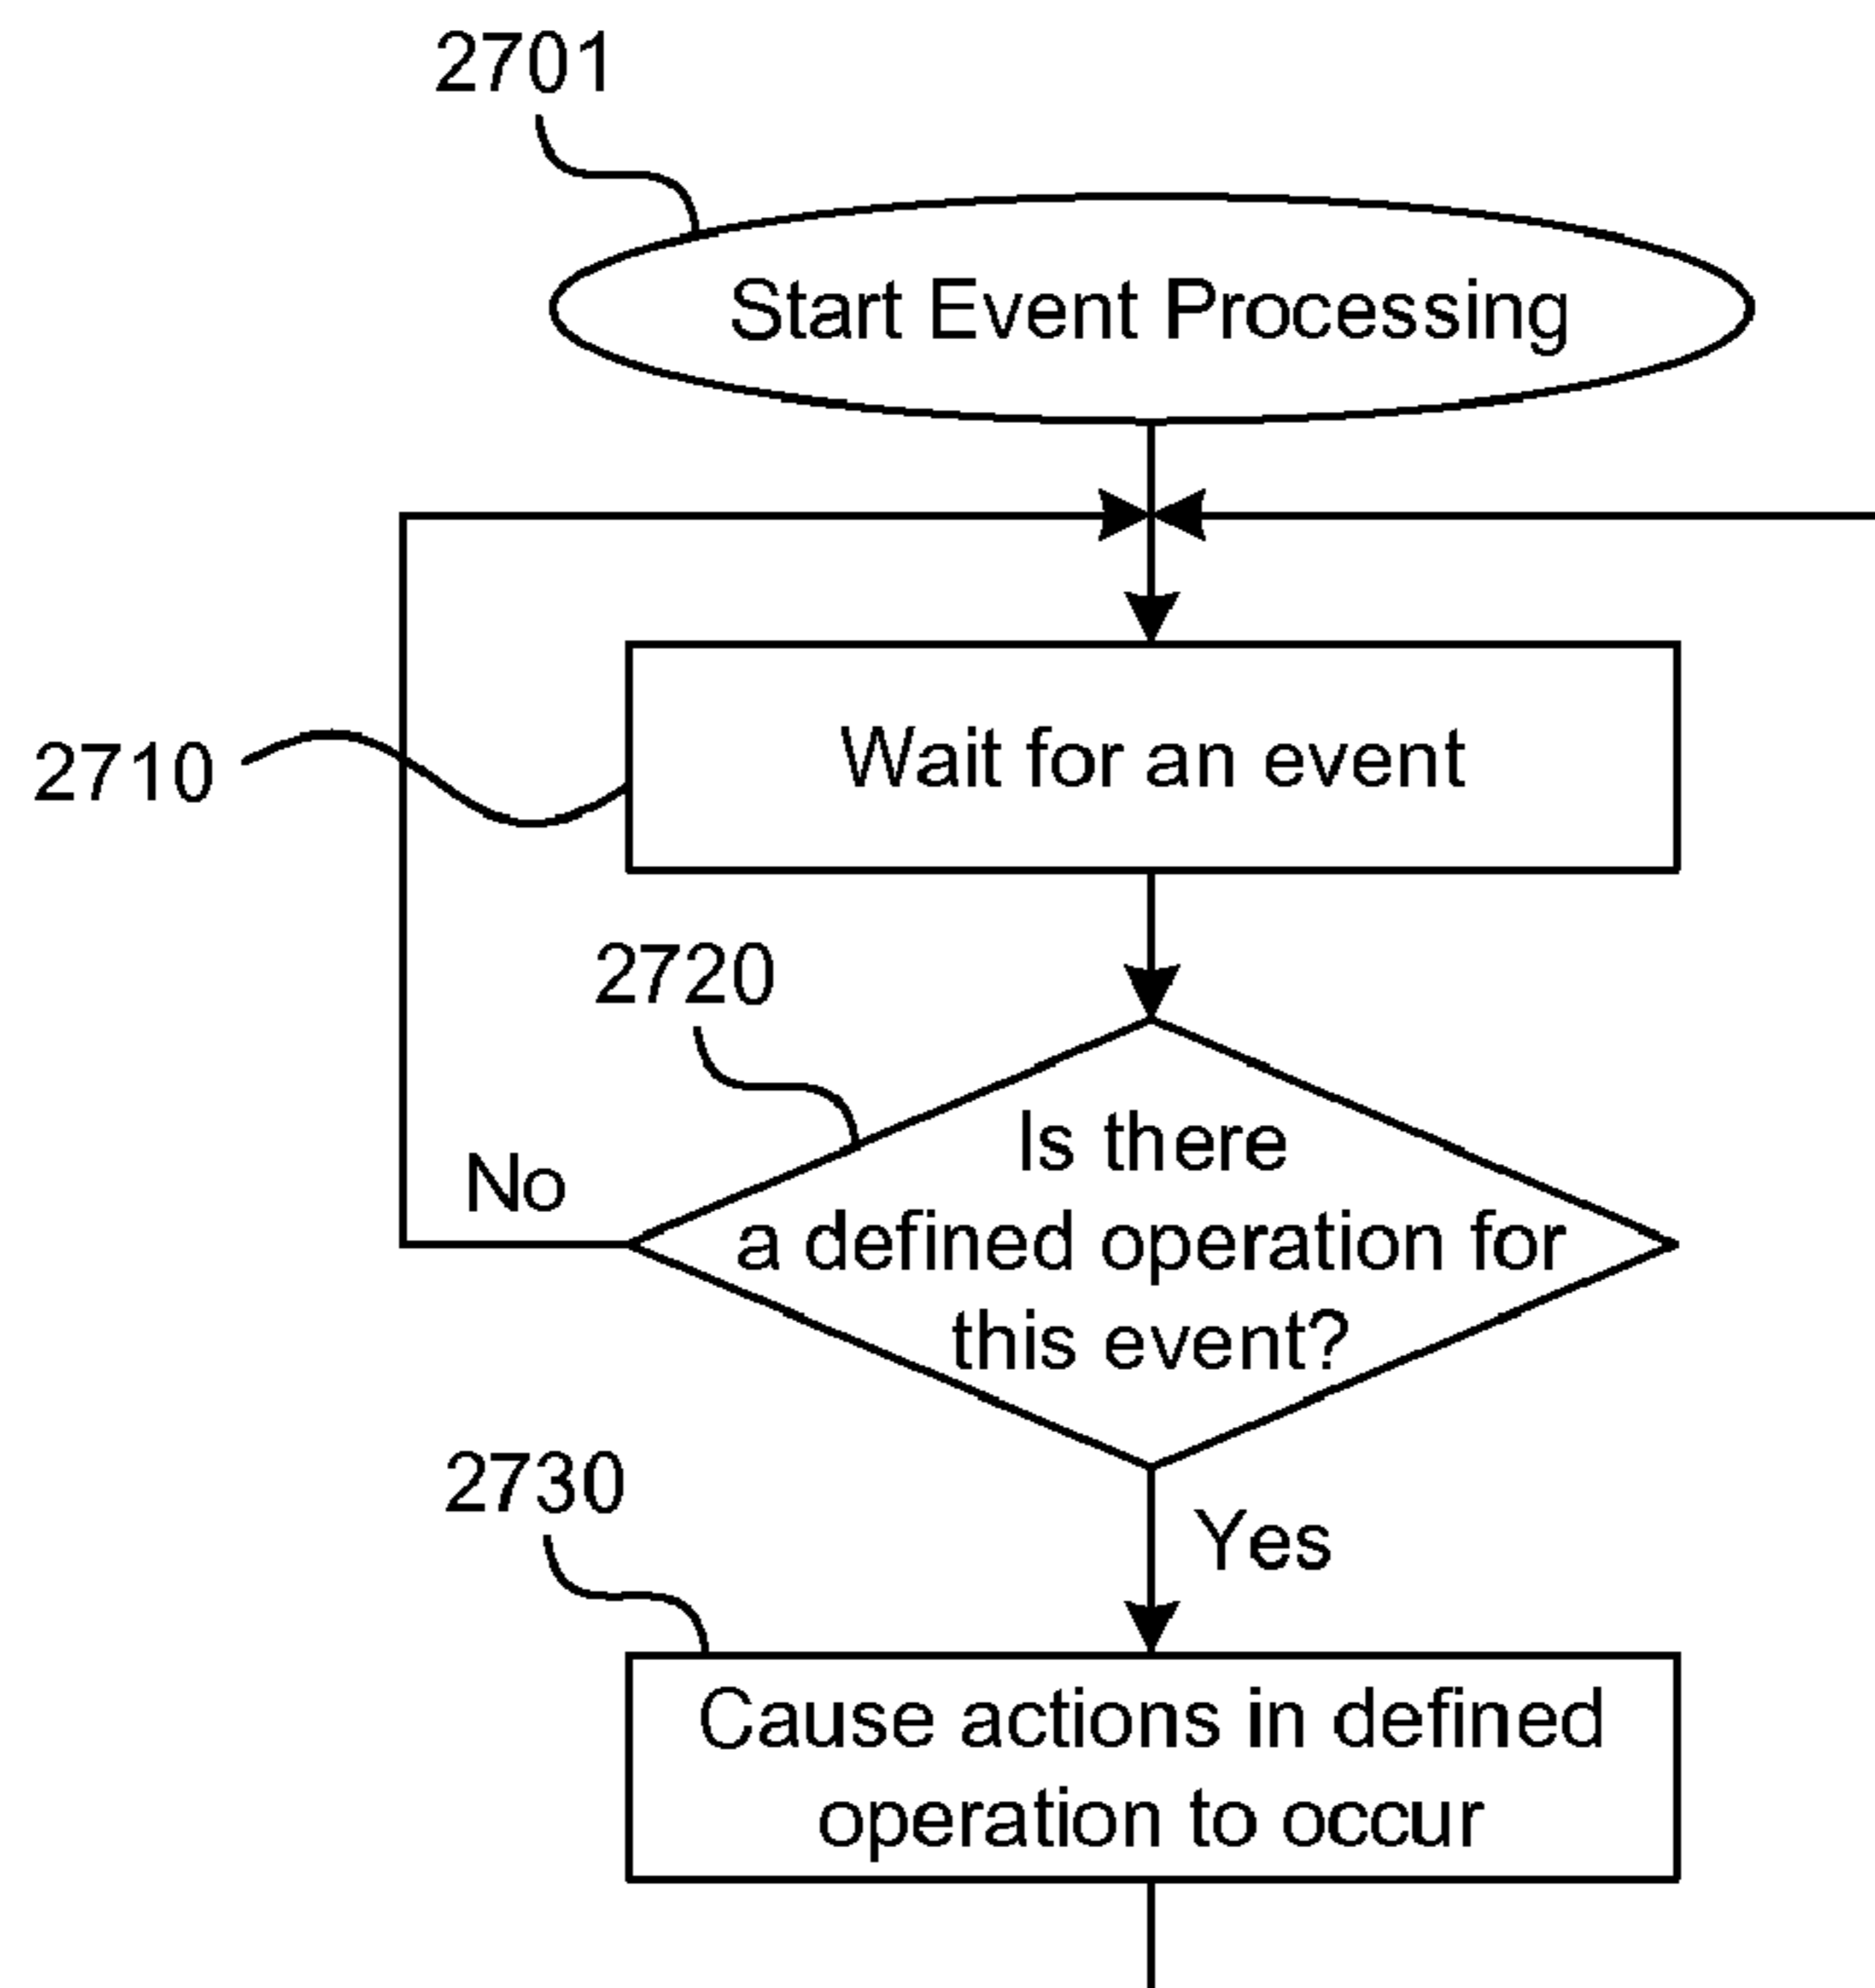 2701
Start Event Processing
Wait for an event
2710
2720
Is there
No
a defined operation for
this event?
2730
Yes
Cause actions in defined
operation to occur